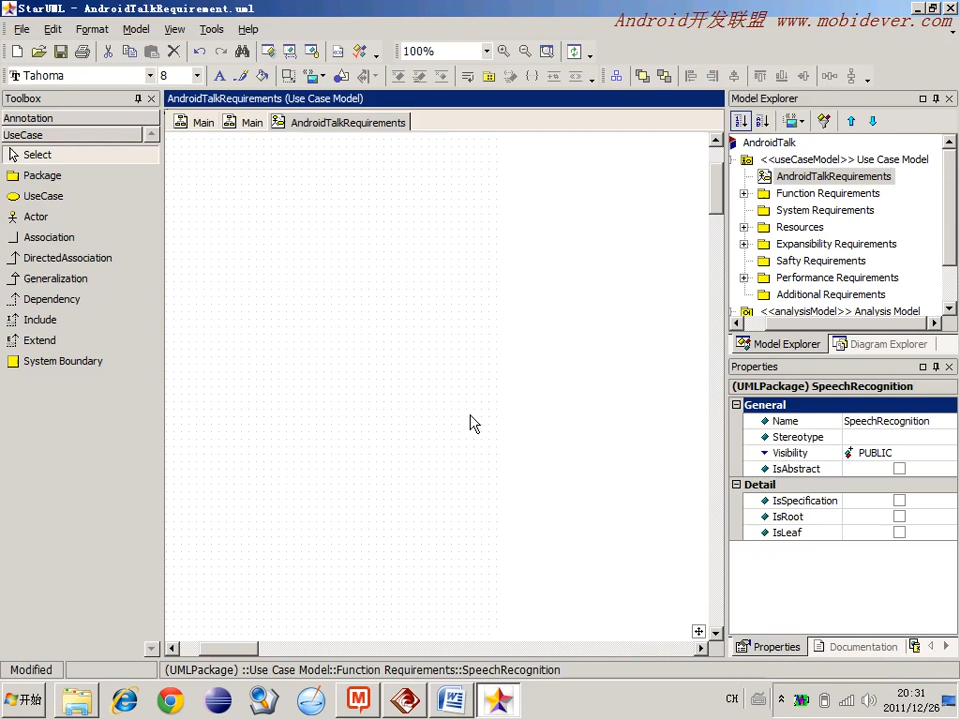 StarUML - AndroidTalkRequirement.uml
Android开发联盟 www.mobidever.com
File Edit Format Model View Tools Help
100%
Tahoma 8
Toolbox
AndroidTalkRequirements (Use Case Model)
Model Explorer
Annotation
UseCase
Select
Package
UseCase
Actor
Association
DirectedAssociation
Generalization
Dependency
Include
Extend
System Boundary
Main Main AndroidTalkRequirements
AndroidTalk
<<useCaseModel>> Use Case Model
AndroidTalkRequirements
Function Requirements
System Requirements
Resources
Expansibility Requirements
Safty Requirements
Performance Requirements
Additional Requirements
<<analysisModel>> Analysis Model
Model Explorer Diagram Explorer
Properties
(UMLPackage) SpeechRecognition
General
Name SpeechRecognition
Stereotype
Visibility PUBLIC
IsAbstract
Detail
IsSpecification
IsRoot
IsLeaf
Properties Documentation
Modified
(UMLPackage) ::Use Case Model::Function Requirements::SpeechRecognition
开始
CH
20:31
2011/12/26